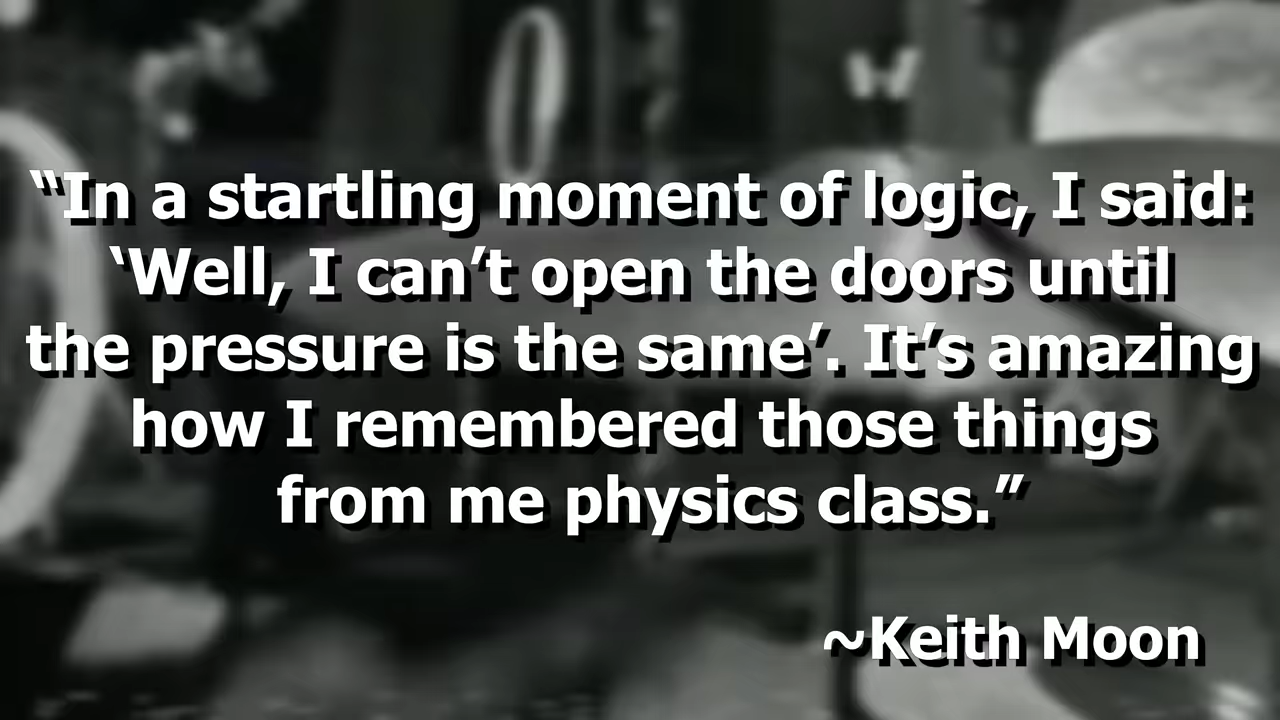 “In a startling moment of logic, I said:
‘Well, I can’t open the doors until
the pressure is the same’. It’s amazing
how I remembered those things
from me physics class.”
~Keith Moon